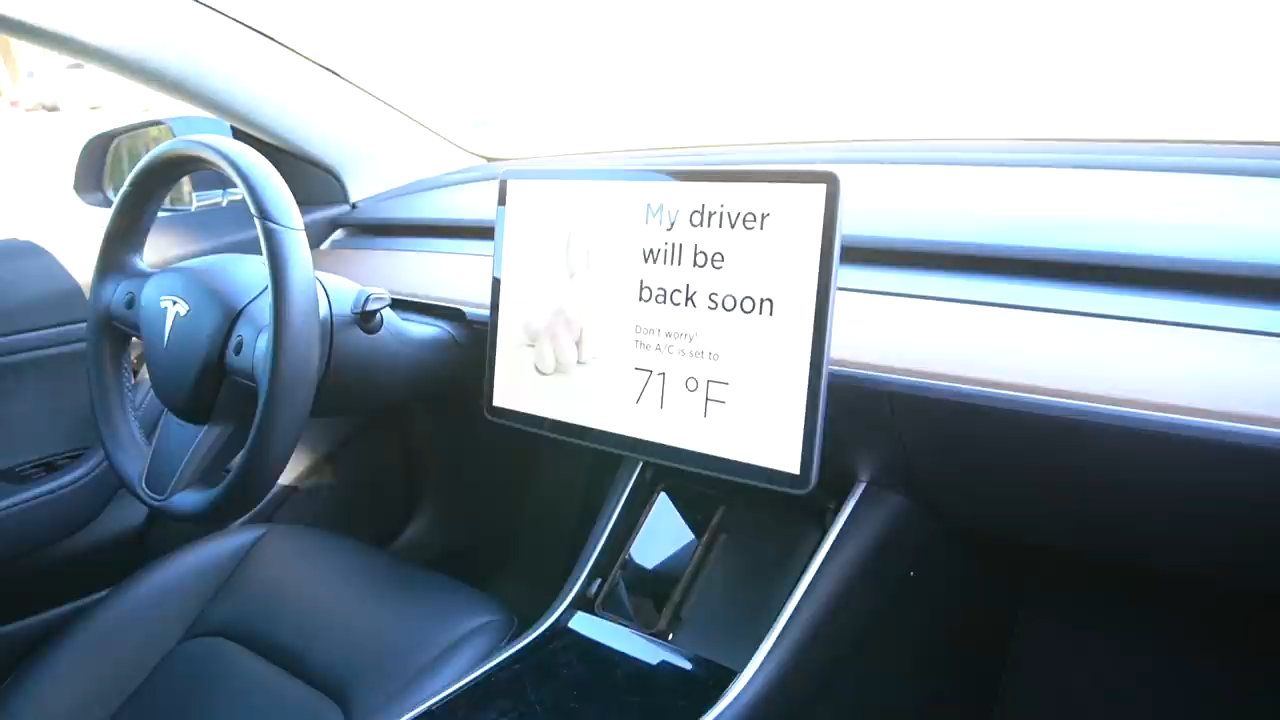 My driver
will be
back soon
Don't worry!
The A/C is set to
71 °F